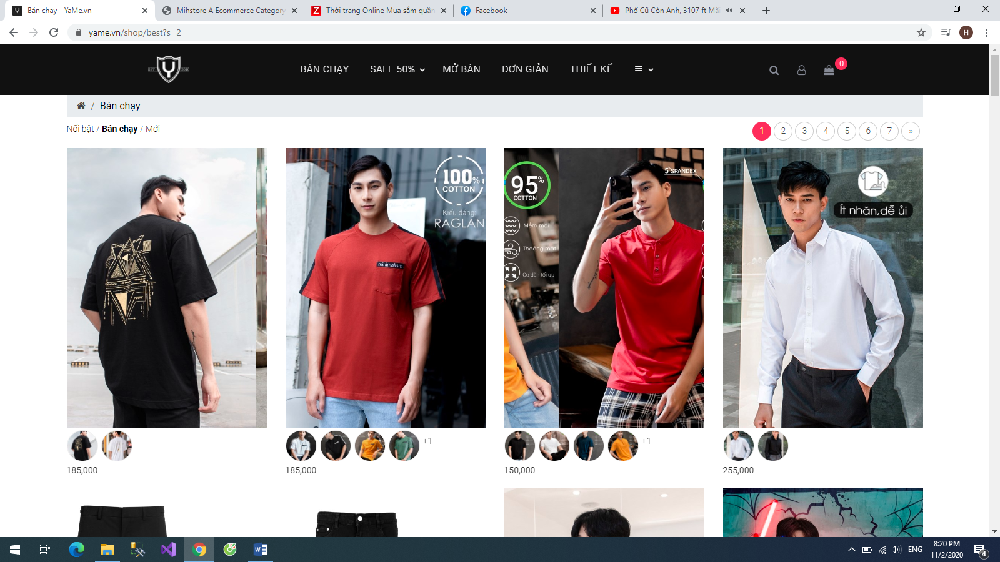 Bán chạy - YaMe.vn
Mihstore A Ecommerce Category
Thời trang Online Mua sắm quần
Facebook
Phố Cũ Còn Anh, 3107 ft Mã
yame.vn/shop/best?s=2
H
Y
BÁN CHẠY
SALE 50%
MỞ BÁN
ĐƠN GIẢN
THIẾT KẾ
0
/ Bán chạy
Nổi bật / Bán chạy / Mới
1 2 3 4 5 6 7 »
100%
COTTON
Kiểu dáng:
RAGLAN
minimalism
95%
COTTON
Mềm mại
Thoáng mát
Co dãn tối ưu
5% SPANDEX
Ít nhăn,dễ ủi
+1
+1
185,000
185,000
150,000
255,000
ENG
8:20 PM
11/2/2020
4